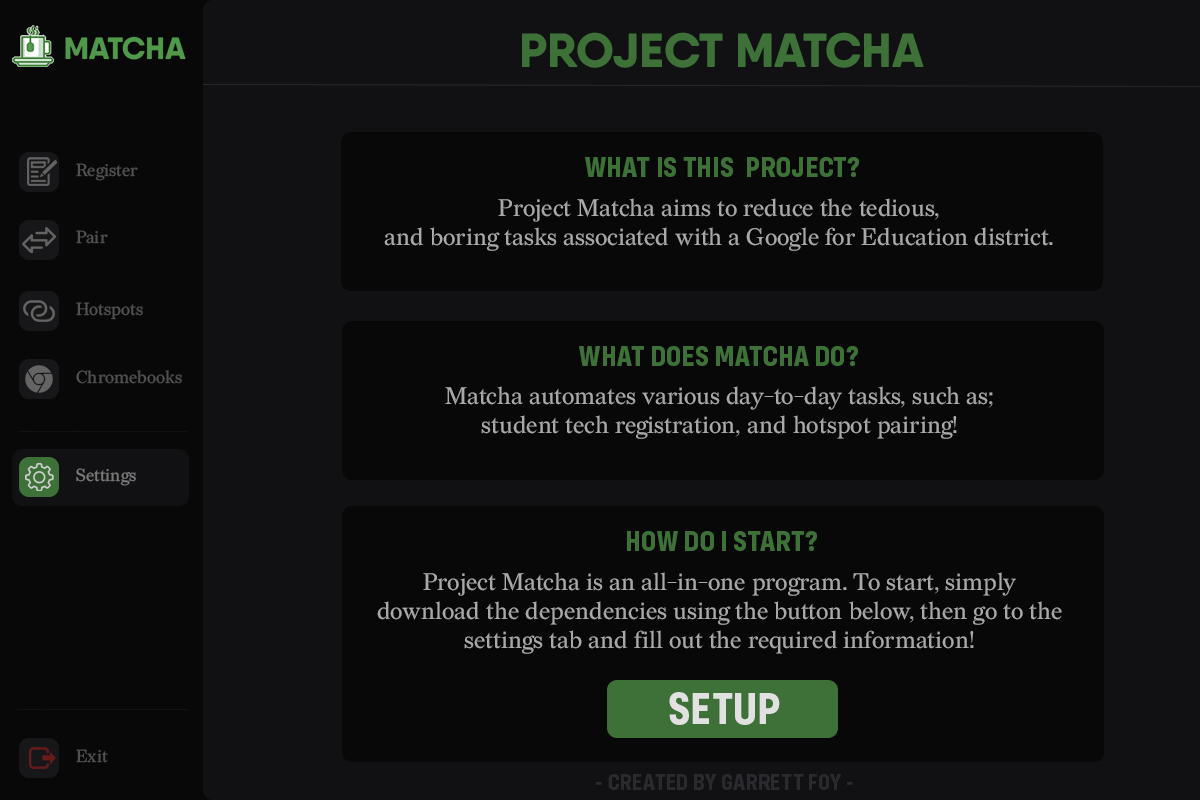 MATCHA
Register
Pair
Hotspots
Chromebooks
Settings
Exit
PROJECT MATCHA
WHAT IS THIS PROJECT?
Project Matcha aims to reduce the tedious,
and boring tasks associated with a Google for Education district.
WHAT DOES MATCHA DO?
Matcha automates various day-to-day tasks, such as;
student tech registration, and hotspot pairing!
HOW DO I START?
Project Matcha is an all-in-one program. To start, simply
download the dependencies using the button below, then go to the
settings tab and fill out the required information!
SETUP
- CREATED BY GARRETT FOY -